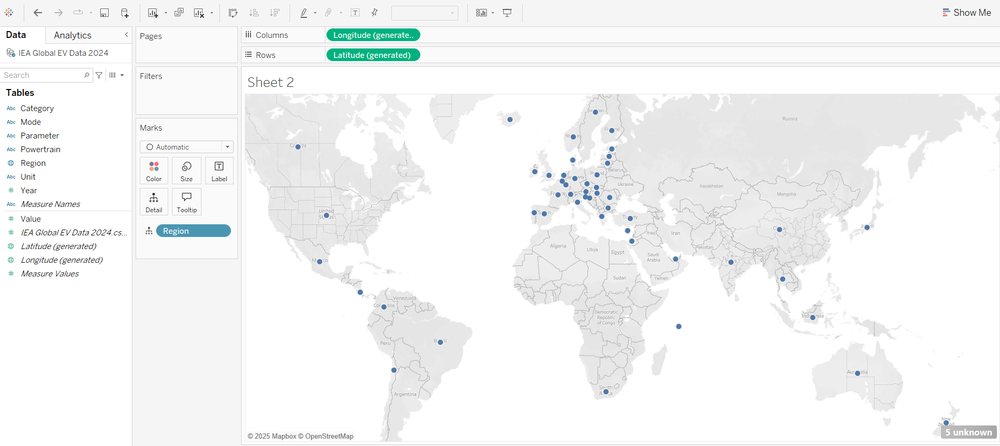 Show Me
Data
Analytics
IEA Global EV Data 2024
Search
Tables
Abc Category
Abc Mode
Abc Parameter
Abc Powertrain
Region
Abc Unit
# Year
Abc Measure Names
# Value
# IEA Global EV Data 2024.cs...
Latitude (generated)
Longitude (generated)
# Measure Values
Pages
Filters
Marks
Automatic
Color
Size
T
Label
Detail
Tooltip
Region
Columns
Longitude (generate..
Rows
Latitude (generated)
Sheet 2
Russia
Belarus
Ukraine
Kazakhstan
Mongolia
United
Iraq
Iran
Pakistan
Algeria
Libya
Egypt
Saudi
Arabia
Sudan
Yemen
Venezuela
Democratic
Republic
of Congo
Peru
South
Argentina
New
© 2025 Mapbox © OpenStreetMap
5 unknown